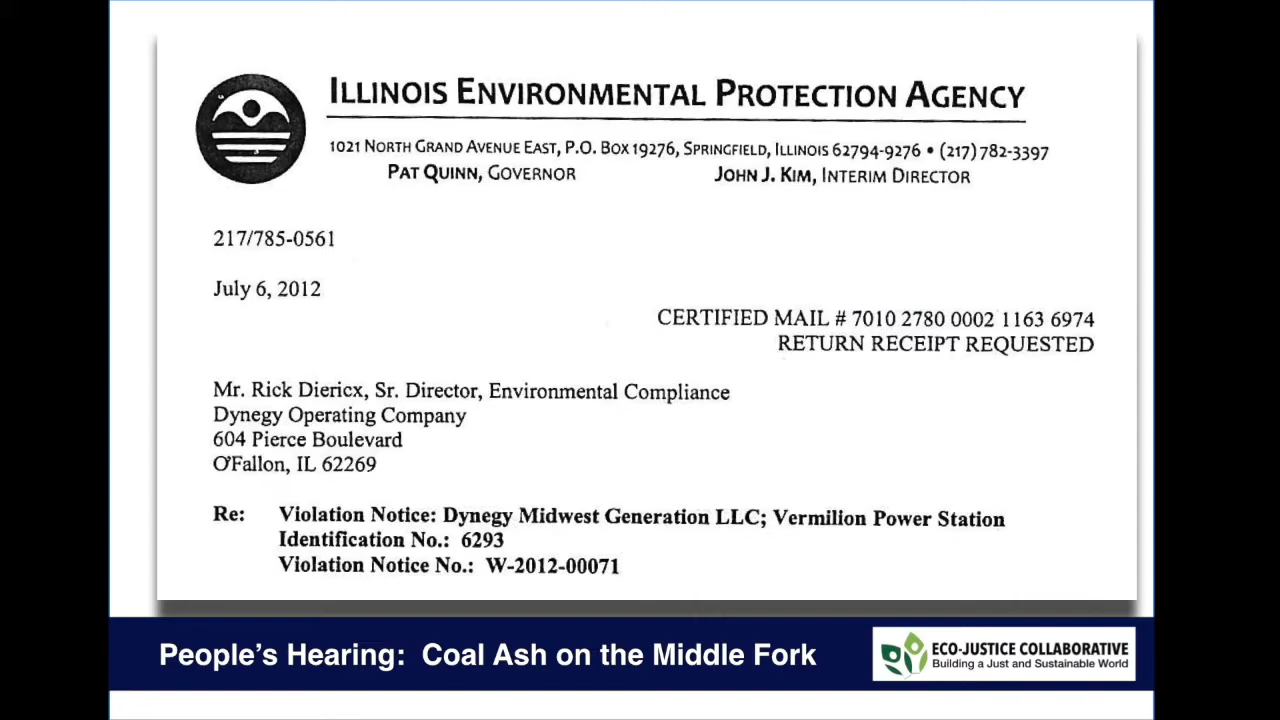 ILLINOIS ENVIRONMENTAL PROTECTION AGENCY
1021 NORTH GRAND AVENUE EAST, P.O. BOX 19276, SPRINGFIELD, ILLINOIS 62794-9276 • (217) 782-3397
PAT QUINN, GOVERNOR JOHN J. KIM, INTERIM DIRECTOR
217/785-0561
July 6, 2012
CERTIFIED MAIL # 7010 2780 0002 1163 6974
RETURN RECEIPT REQUESTED
Mr. Rick Diericx, Sr. Director, Environmental Compliance
Dynegy Operating Company
604 Pierce Boulevard
O'Fallon, IL 62269
Re: Violation Notice: Dynegy Midwest Generation LLC; Vermilion Power Station
Identification No.: 6293
Violation Notice No.: W-2012-00071
People's Hearing: Coal Ash on the Middle Fork
ECO-JUSTICE COLLABORATIVE
Building a Just and Sustainable World